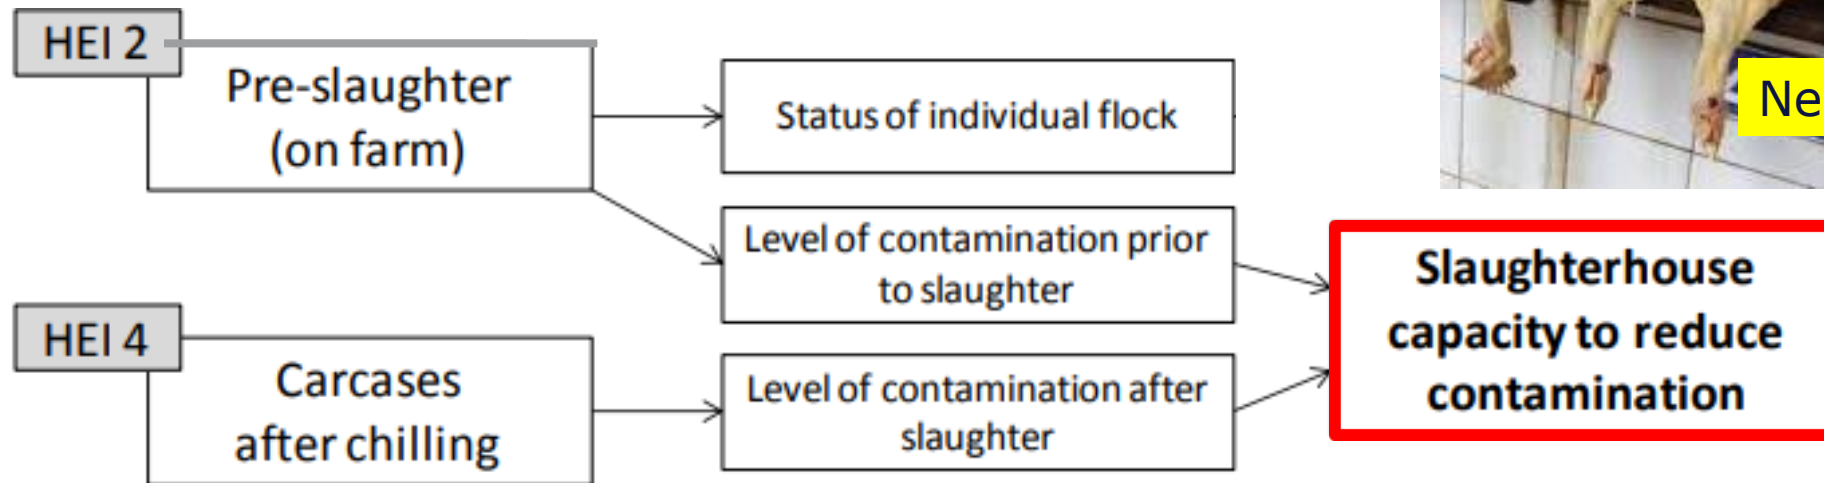 HEI 2
Pre-slaughter
(on farm)
Status of individual flock
Level of contamination prior
to slaughter
HEI 4
Carcases
after chilling
Level of contamination after
slaughter
Slaughterhouse
capacity to reduce
contamination